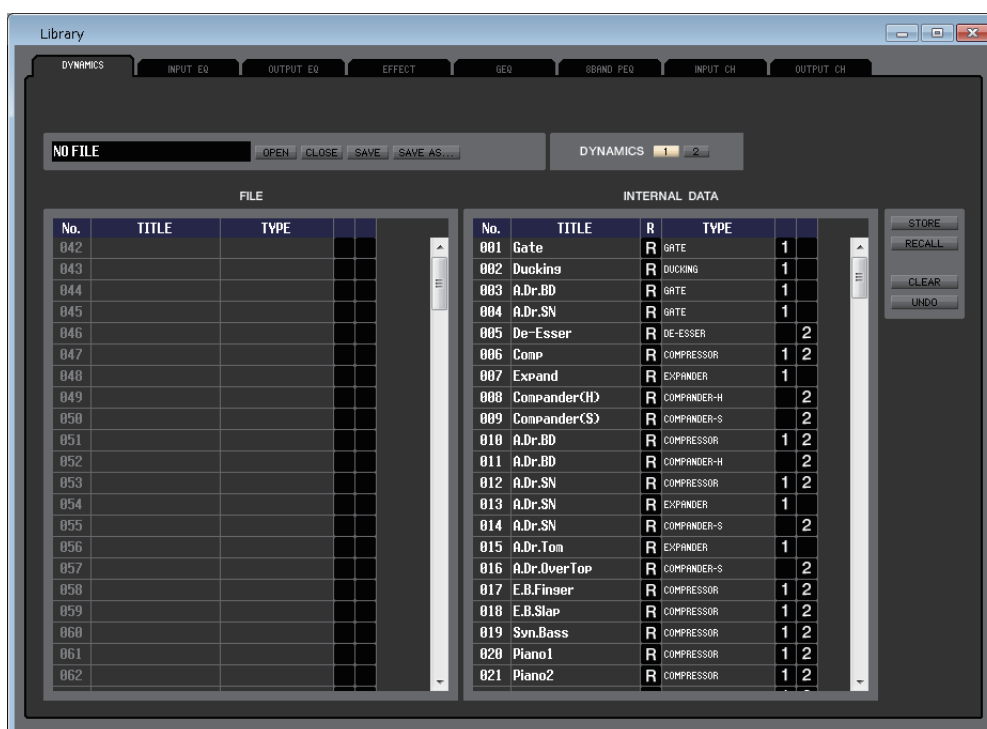 Library
DYNAMICS INPUT EQ OUTPUT EQ EFFECT GEQ 8BAND PEQ INPUT CH OUTPUT CH
NO FILE OPEN CLOSE SAVE SAVE AS... DYNAMICS 1 2
FILE
No. TITLE TYPE
042
043
044
045
046
047
048
049
050
051
052
053
054
055
056
057
058
059
060
061
062
INTERNAL DATA
No. TITLE R TYPE
001 Gate R GATE 1
002 Ducking R DUCKING 1
003 A.Dr.BD R GATE 1
004 A.Dr.SN R GATE 1
005 De-Esser R DE-ESSER 2
006 Comp R COMPRESSOR 1 2
007 Expand R EXPANDER 1
008 Compander(H) R COMPANDER-H 2
009 Compander(S) R COMPANDER-S 2
010 A.Dr.BD R COMPRESSOR 1 2
011 A.Dr.BD R COMPANDER-H 2
012 A.Dr.SN R COMPRESSOR 1 2
013 A.Dr.SN R EXPANDER 1
014 A.Dr.SN R COMPANDER-S 2
015 A.Dr.Tom R EXPANDER 1
016 A.Dr.OverTop R COMPANDER-S 2
017 E.B.Finger R COMPRESSOR 1 2
018 E.B.Slap R COMPRESSOR 1 2
019 Syn.Bass R COMPRESSOR 1 2
020 Piano1 R COMPRESSOR 1 2
021 Piano2 R COMPRESSOR 1 2
STORE
RECALL
CLEAR
UNDO